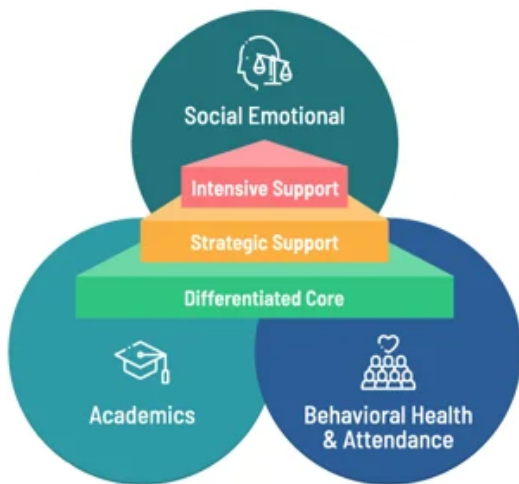 Social Emotional
Intensive Support
Strategic Support
Differentiated Core
Academics
Behavioral Health
& Attendance